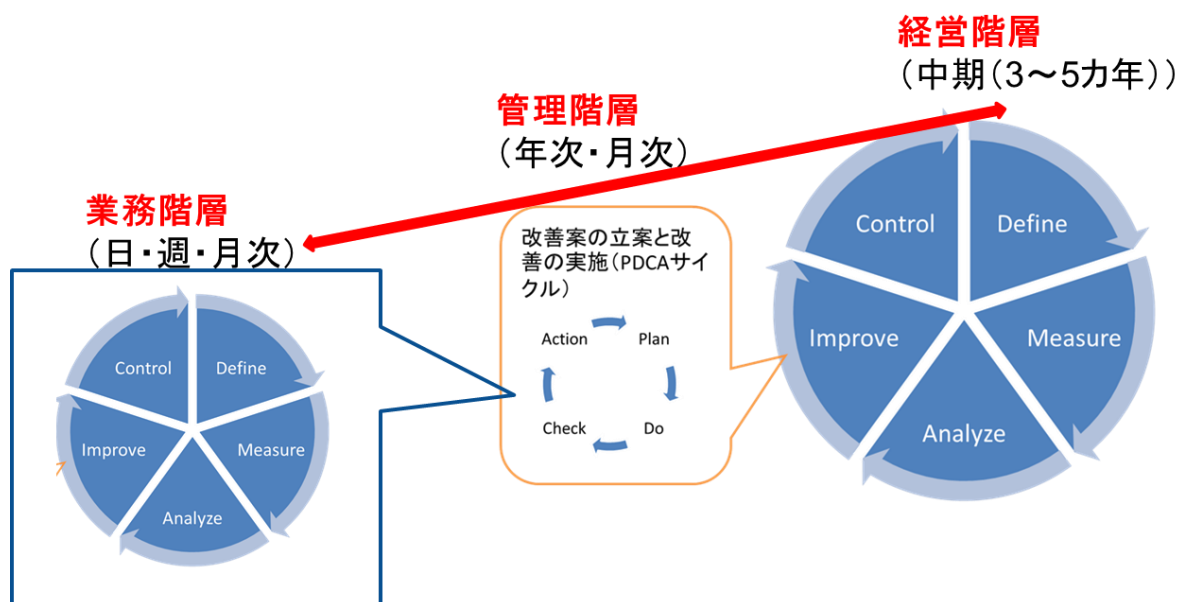 経営階層
（中期（3～5カ年））
管理階層
（年次・月次）
業務階層
（日・週・月次）
改善案の立案と改
善の実施（PDCAサイ
クル）
Action
Plan
Check
Do
Control
Define
Improve
Measure
Analyze
Control
Define
Improve
Measure
Analyze